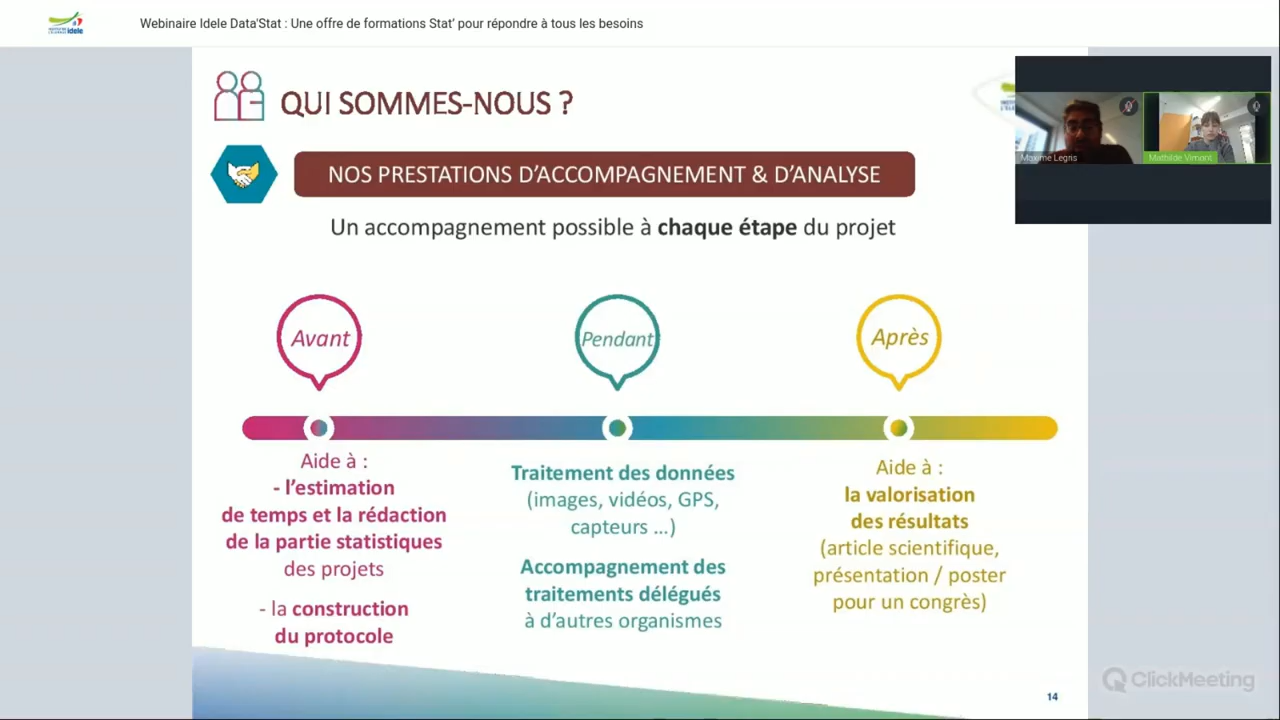 Webinaire Idele Data'Stat : Une offre de formations Stat' pour répondre à tous les besoins
idele
QUI SOMMES-NOUS ?
NOS PRESTATIONS D'ACCOMPAGNEMENT & D'ANALYSE
Un accompagnement possible à chaque étape du projet
Maxime Legris
Mathilde Vimont
Avant
Pendant
Après
Aide à :
- l'estimation
de temps et la rédaction
de la partie statistiques
des projets
- la construction
du protocole
Traitement des données
(images, vidéos, GPS,
capteurs ...)
Accompagnement des
traitements délégués
à d'autres organismes
Aide à :
la valorisation
des résultats
(article scientifique,
présentation / poster
pour un congrès)
14
ClickMeeting